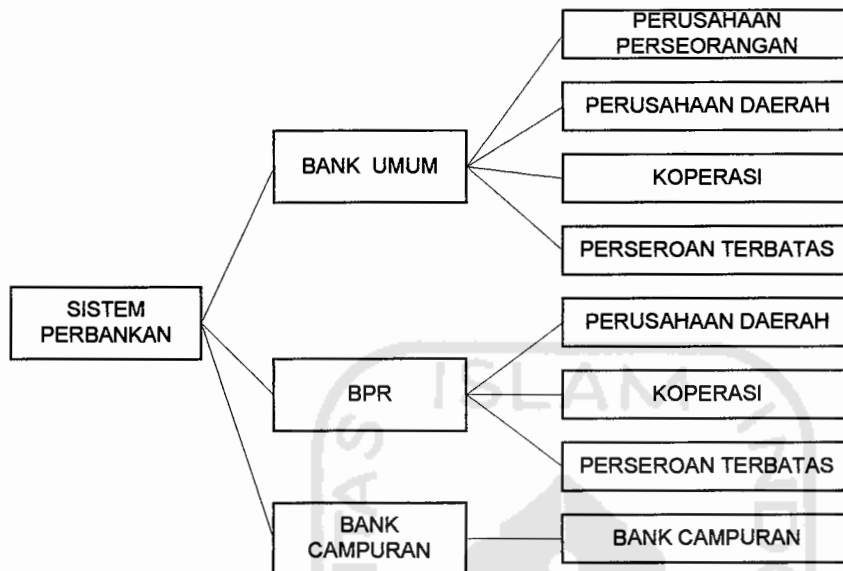 PERUSAHAAN
PERSEORANGAN
PERUSAHAAN DAERAH
BANK UMUM
KOPERASI
PERSEROAN TERBATAS
SISTEM
PERBANKAN
PERUSAHAAN DAERAH
BPR
KOPERASI
PERSEROAN TERBATAS
BANK
CAMPURAN
BANK CAMPURAN
ISLAM